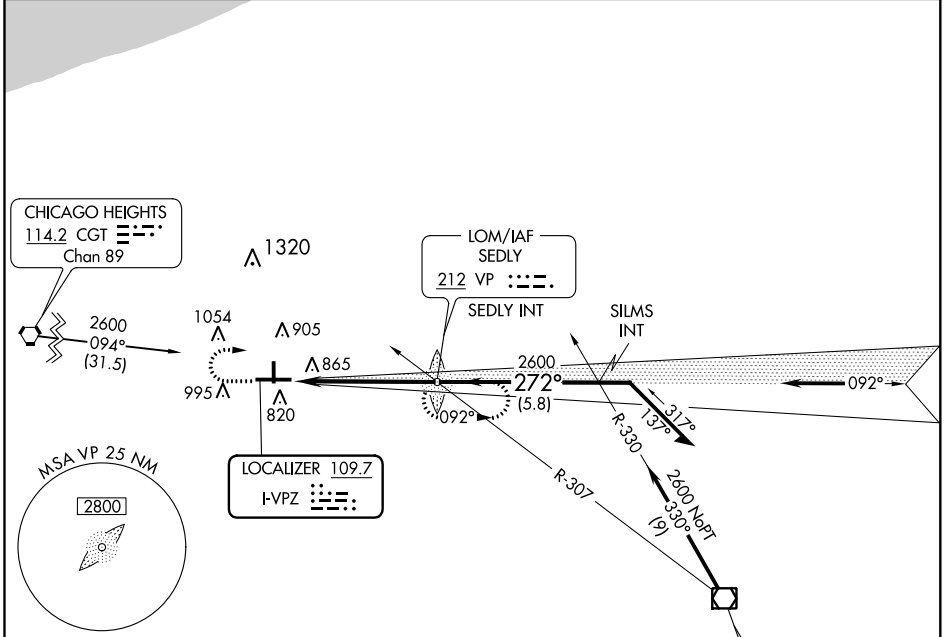 CHICAGO HEIGHTS
114.2 CGT
Chan 89
1320
LOM/IAF
SEDLY
212 VP
SEDLY INT
SILMS
INT
2600
094°
(31.5)
1054
905
865
995
820
2600
272°
(5.8)
092°
092°
317°
137°
R-330
R-307
2600 NoPT
330°
(9)
LOCALIZER 109.7
I-VPZ
MSA VP 25 NM
2800